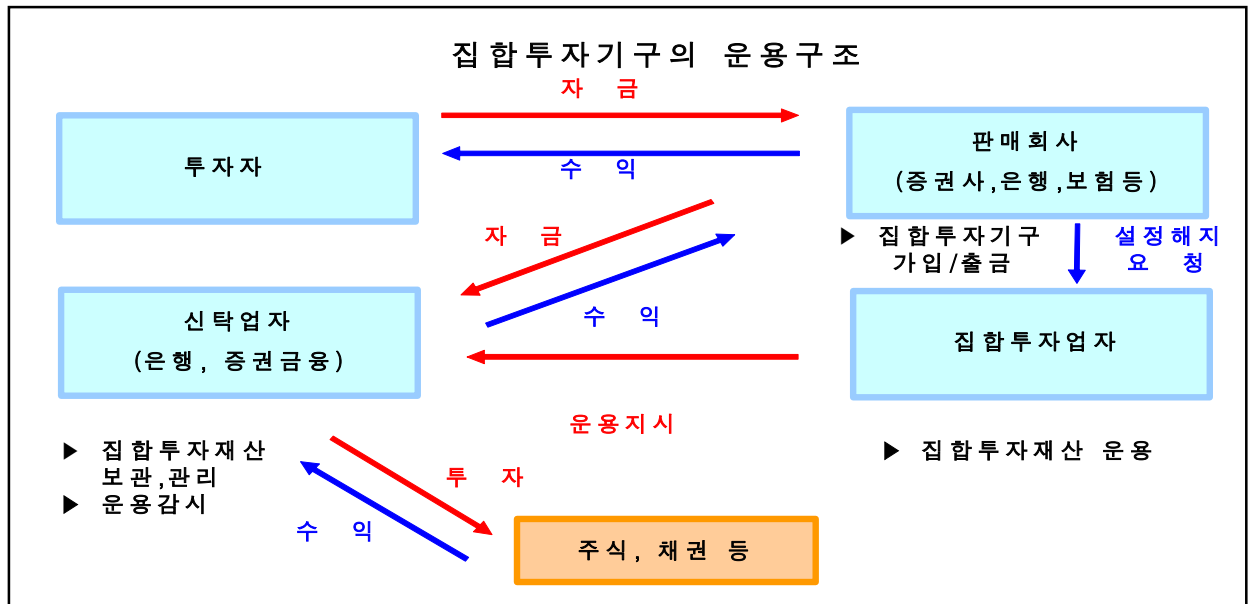 집합투자기구의 운용구조
자 금
투자자
판매회사
(증권사,은행,보험등)
수 익
자 금
▶ 집합투자기구
가입/출금
설정해지
요 청
신탁업자
(은행, 증권금융)
수 익
집합투자업자
운용지시
▶ 집합투자재산
보관,관리
▶ 운용감시
▶ 집합투자재산 운용
투 자
수 익
주식, 채권 등